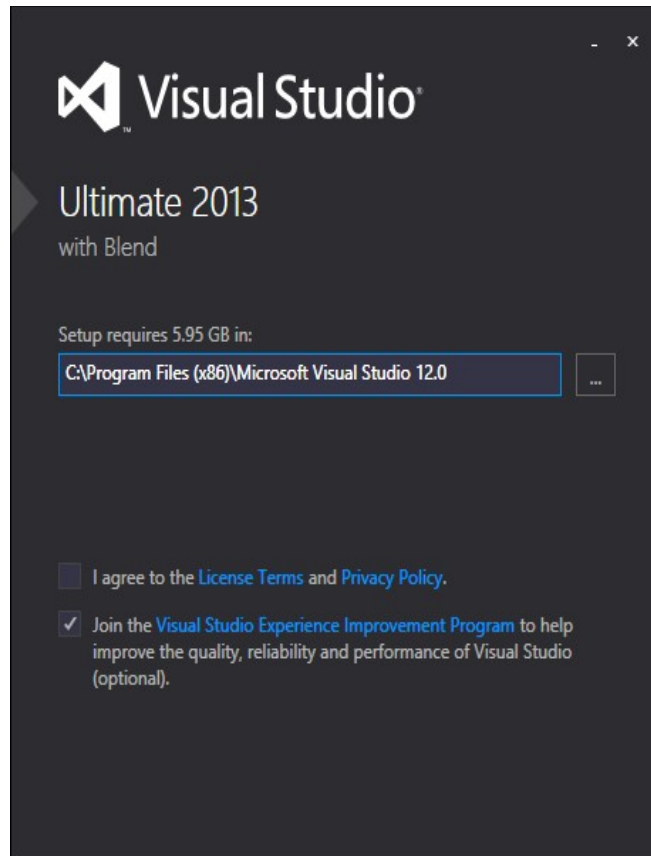 Visual Studio®
™
Ultimate 2013
with Blend
Setup requires 5.95 GB in:
C:\Program Files (x86)\Microsoft Visual Studio 12.0
...
I agree to the License Terms and Privacy Policy.
Join the Visual Studio Experience Improvement Program to help
improve the quality, reliability and performance of Visual Studio
(optional).